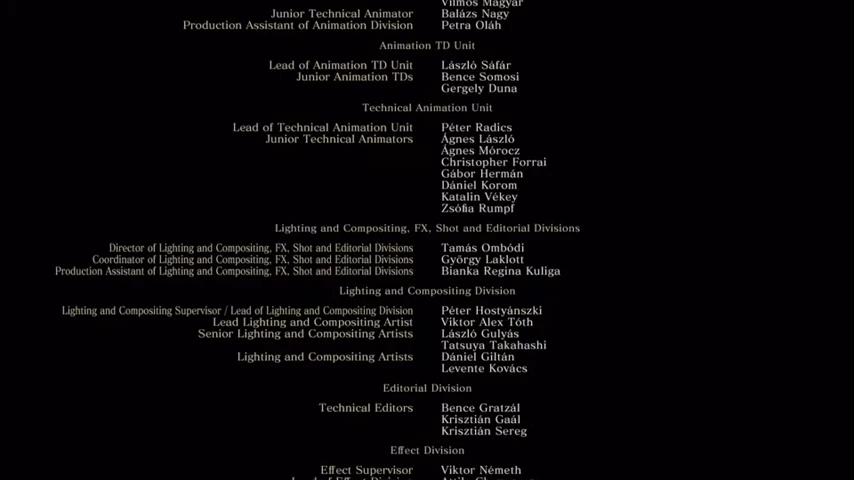 Vilmos Magyar
Junior Technical Animator Balázs Nagy
Production Assistant of Animation Division Petra Oláh
Animation TD Unit
Lead of Animation TD Unit László Sáfár
Junior Animation TDs Bence Somosi
Gergely Duna
Technical Animation Unit
Lead of Technical Animation Unit Péter Radics
Junior Technical Animators Ágnes László
Ágnes Mórocz
Christopher Forrai
Gábor Hermán
Dániel Korom
Katalin Vékey
Zsófia Rumpf
Lighting and Compositing, FX, Shot and Editorial Divisions
Director of Lighting and Compositing, FX, Shot and Editorial Divisions Tamás Ombódi
Coordinator of Lighting and Compositing, FX, Shot and Editorial Divisions György Laklott
Production Assistant of Lighting and Compositing, FX, Shot and Editorial Divisions Bianka Regina Kuliga
Lighting and Compositing Division
Lighting and Compositing Supervisor / Lead of Lighting and Compositing Division Péter Hostyánszki
Lead Lighting and Compositing Artist Viktor Alex Tóth
Senior Lighting and Compositing Artists László Gulyás
Tatsuya Takahashi
Lighting and Compositing Artists Dániel Giltán
Levente Kovács
Editorial Division
Technical Editors Bence Gratzál
Krisztián Gaál
Krisztián Sereg
Effect Division
Effect Supervisor Viktor Németh